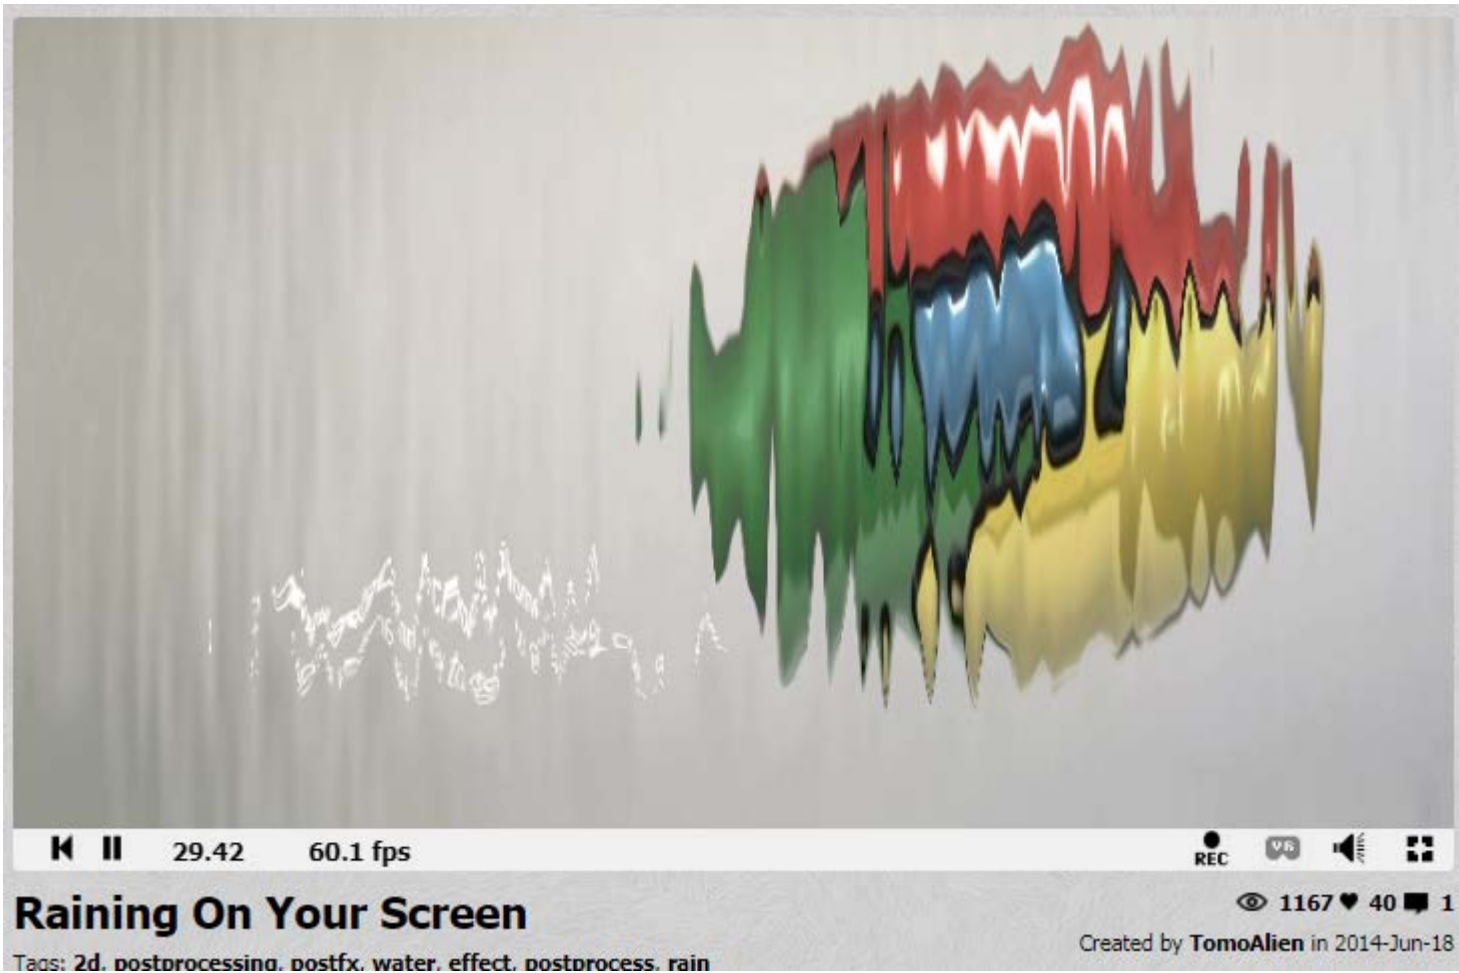 29.42 60.1 fps REC
Raining On Your Screen
1167 40 1
Created by TomoAlien in 2014-Jun-18
Tags: 2d, postprocessing, postfx, water, effect, postprocess, rain